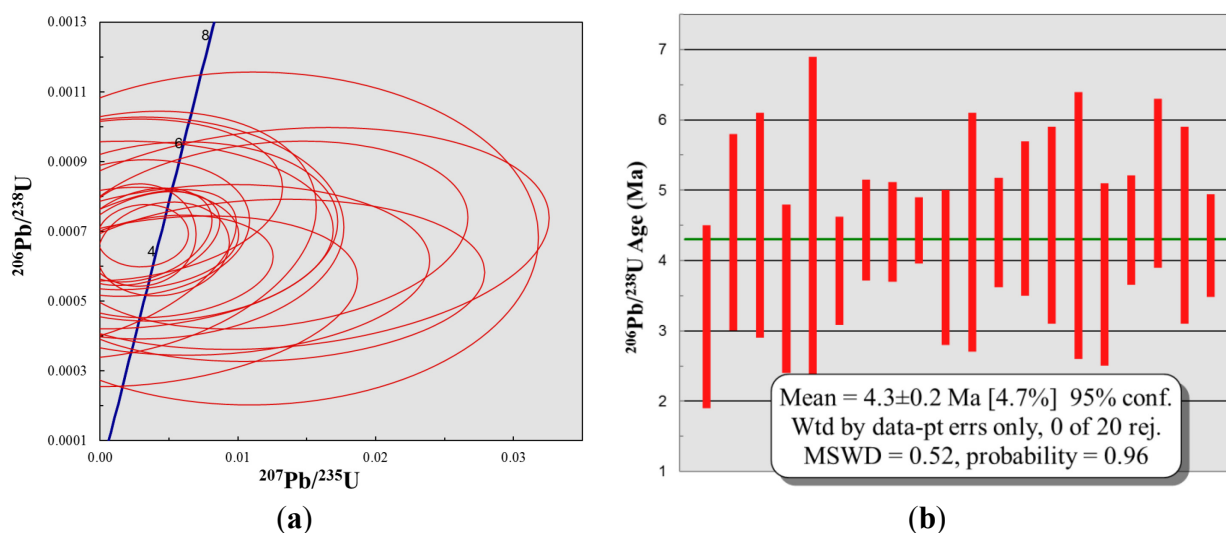 0.0013
0.0011
0.0009
0.0007
0.0005
0.0003
0.0001
²⁰⁶Pb/²³⁸U
8
6
4
0.00
0.01
0.02
0.03
²⁰⁷Pb/²³⁵U
(a)
7
6
5
4
3
2
1
²⁰⁶Pb/²³⁸U Age (Ma)
Mean = 4.3±0.2 Ma [4.7%] 95% conf.
Wtd by data-pt errs only, 0 of 20 rej.
MSWD = 0.52, probability = 0.96
(b)